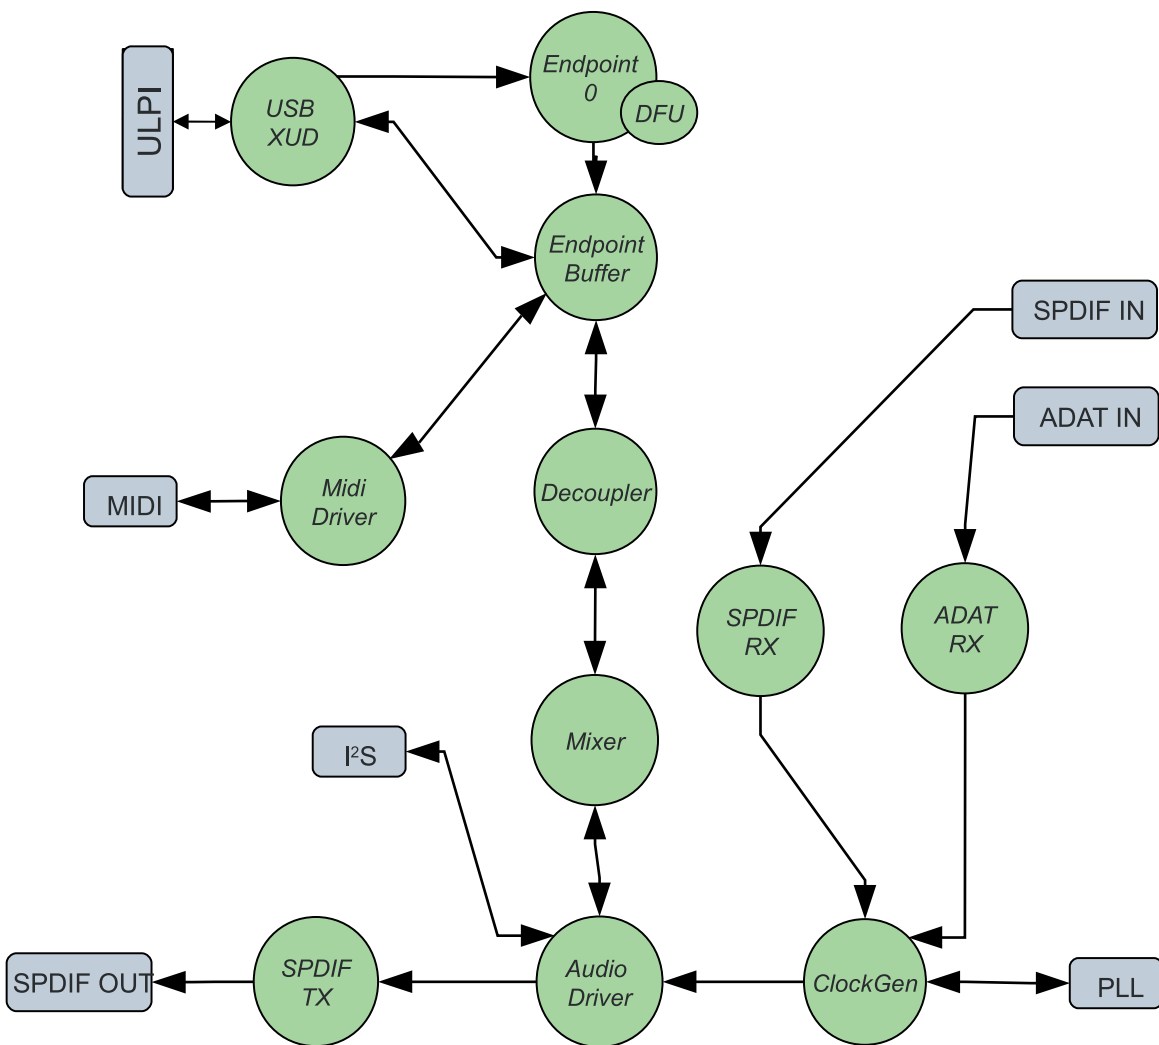 Endpoint
0
DFU
ULPI
USB
XUD
Endpoint
Buffer
SPDIF IN
ADAT IN
MIDI
Midi
Driver
Decoupler
SPDIF
RX
ADAT
RX
I²S
Mixer
SPDIF OUT
SPDIF
TX
Audio
Driver
ClockGen
PLL